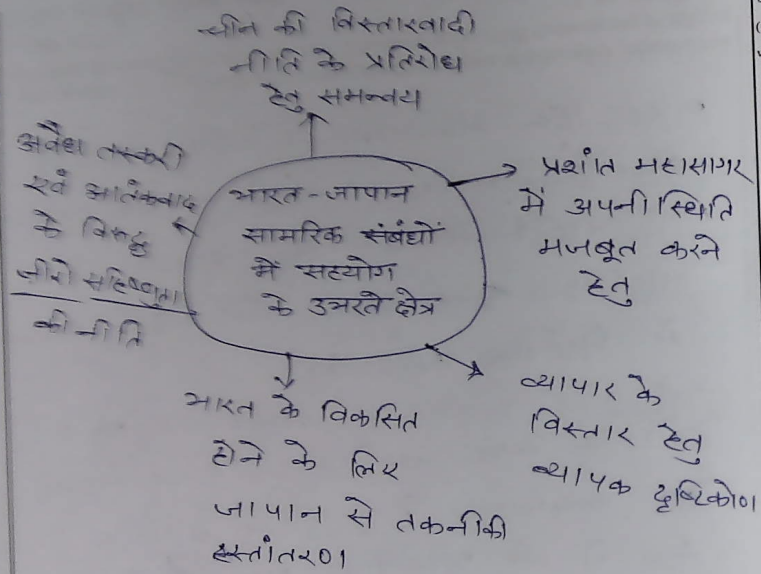 चीन की विस्तारवादी
नीति के प्रतिरोध
हेतु समन्वय
अवैध तस्करी
एवं आतंकवाद
के विरुद्ध
जीरो सहिष्णुता
की नीति
भारत-जापान
सामरिक संबंधों
में सहयोग
के उभरते क्षेत्र
प्रशांत महासागर
में अपनी स्थिति
मजबूत करने
हेतु
भारत के विकसित
होने के लिए
जापान से तकनीकी
हस्तांतरण
व्यापार के
विस्तार हेतु
व्यापक दृष्टिकोण